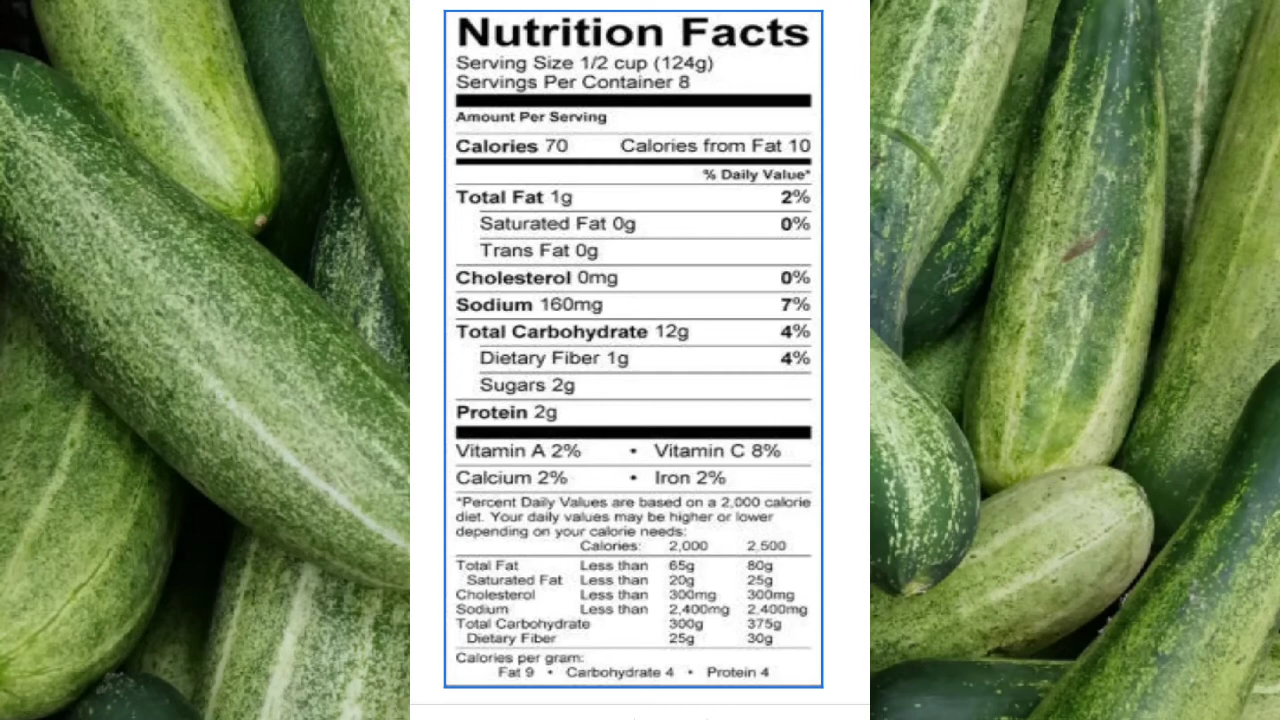 Nutrition Facts
Serving Size 1/2 cup (124g)
Servings Per Container 8
Amount Per Serving
Calories 70 Calories from Fat 10
% Daily Value*
Total Fat 1g 2%
Saturated Fat 0g 0%
Trans Fat 0g
Cholesterol 0mg 0%
Sodium 160mg 7%
Total Carbohydrate 12g 4%
Dietary Fiber 1g 4%
Sugars 2g
Protein 2g
Vitamin A 2% • Vitamin C 8%
Calcium 2% • Iron 2%
*Percent Daily Values are based on a 2,000 calorie
diet. Your daily values may be higher or lower
depending on your calorie needs:
Calories: 2,000 2,500
Total Fat Less than 65g 80g
Saturated Fat Less than 20g 25g
Cholesterol Less than 300mg 300mg
Sodium Less than 2,400mg 2,400mg
Total Carbohydrate 300g 375g
Dietary Fiber 25g 30g
Calories per gram:
Fat 9 • Carbohydrate 4 • Protein 4